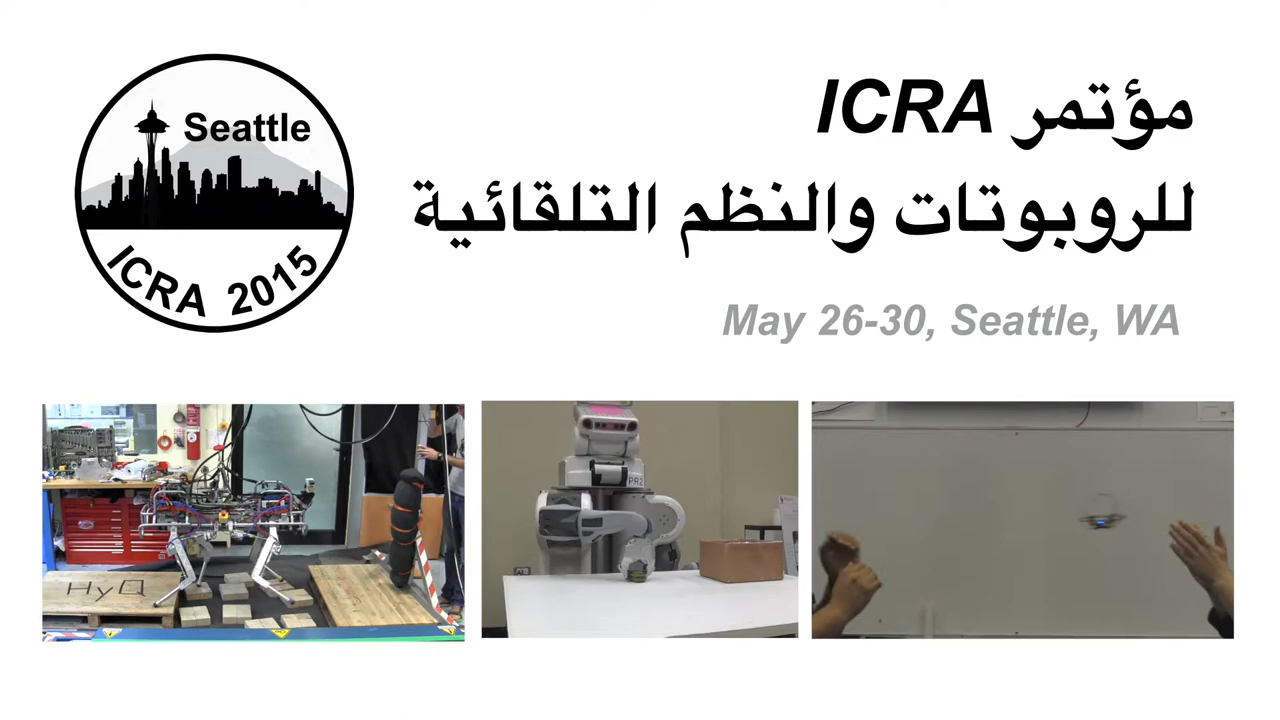 Seattle
ICRA 2015
مؤتمر ICRA
للروبوتات والنظم التلقائية
May 26-30, Seattle, WA
HyQ
PR2